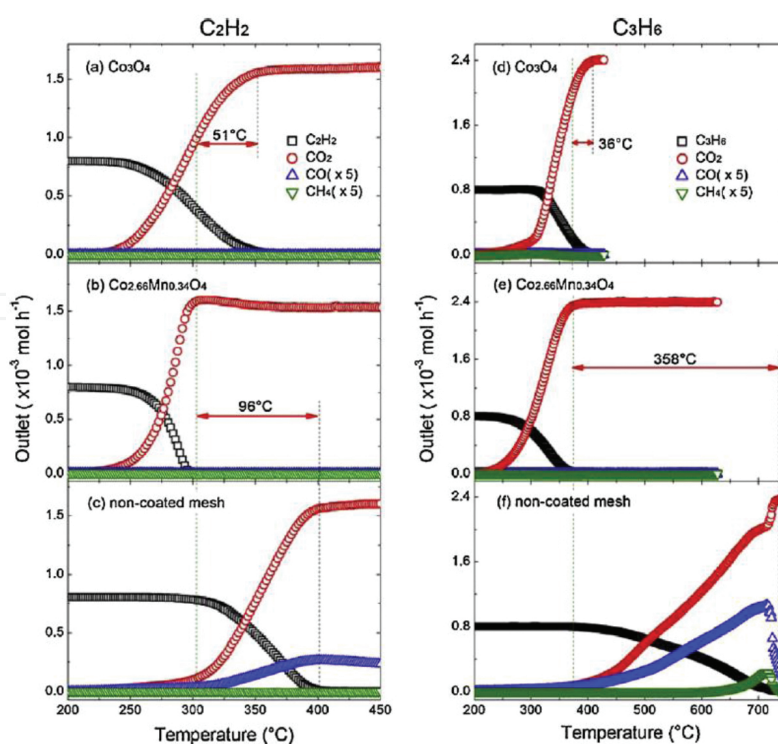 C2H2
C3H6
(a) Co3O4
51°C
C2H2
CO2
CO( x 5)
CH4( x 5)
1.5
1.0
0.5
0.0
(d) Co3O4
36°C
C3H6
CO2
CO( x 5)
CH4( x 5)
2.4
1.6
0.8
0.0
(b) Co2.66Mn0.34O4
96°C
1.5
1.0
0.5
0.0
(e) Co2.66Mn0.34O4
358°C
2.4
1.6
0.8
0.0
(c) non-coated mesh
1.5
1.0
0.5
0.0
(f) non-coated mesh
2.4
1.6
0.8
0.0
Outlet ( x10-3 mol h-1)
Outlet ( x10-3 mol h-1)
200 250 300 350 400 450
200 300 400 500 600 700
Temperature (°C)
Temperature (°C)